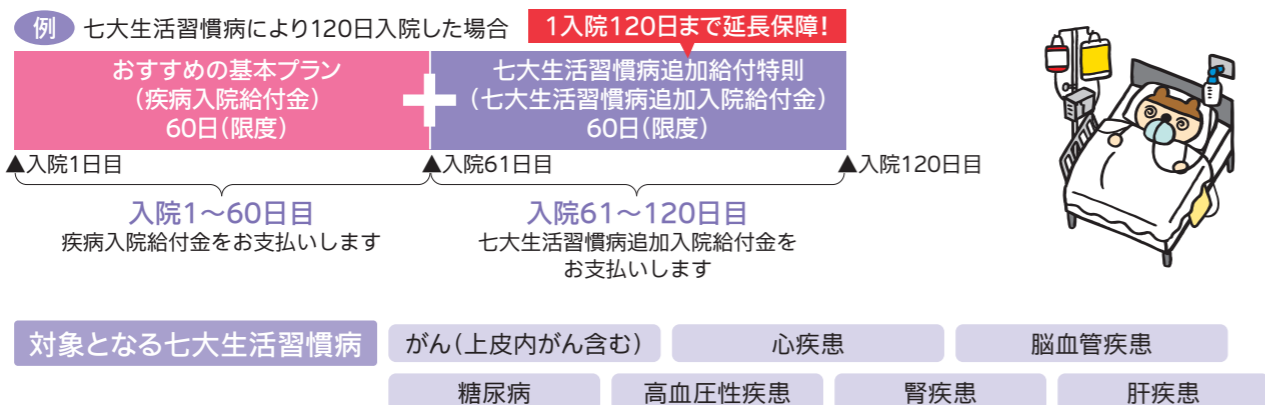 例 七大生活習慣病により120日入院した場合 1入院120日まで延長保障!
おすすめの基本プラン
(疾病入院給付金)
60日(限度)
+
七大生活習慣病追加給付特則
(七大生活習慣病追加入院給付金)
60日(限度)
▲入院1日目 ▲入院61日目 ▲入院120日目
入院1〜60日目
疾病入院給付金をお支払いします
入院61〜120日目
七大生活習慣病追加入院給付金を
お支払いします
対象となる七大生活習慣病
がん(上皮内がん含む) 心疾患 脳血管疾患
糖尿病 高血圧性疾患 腎疾患 肝疾患